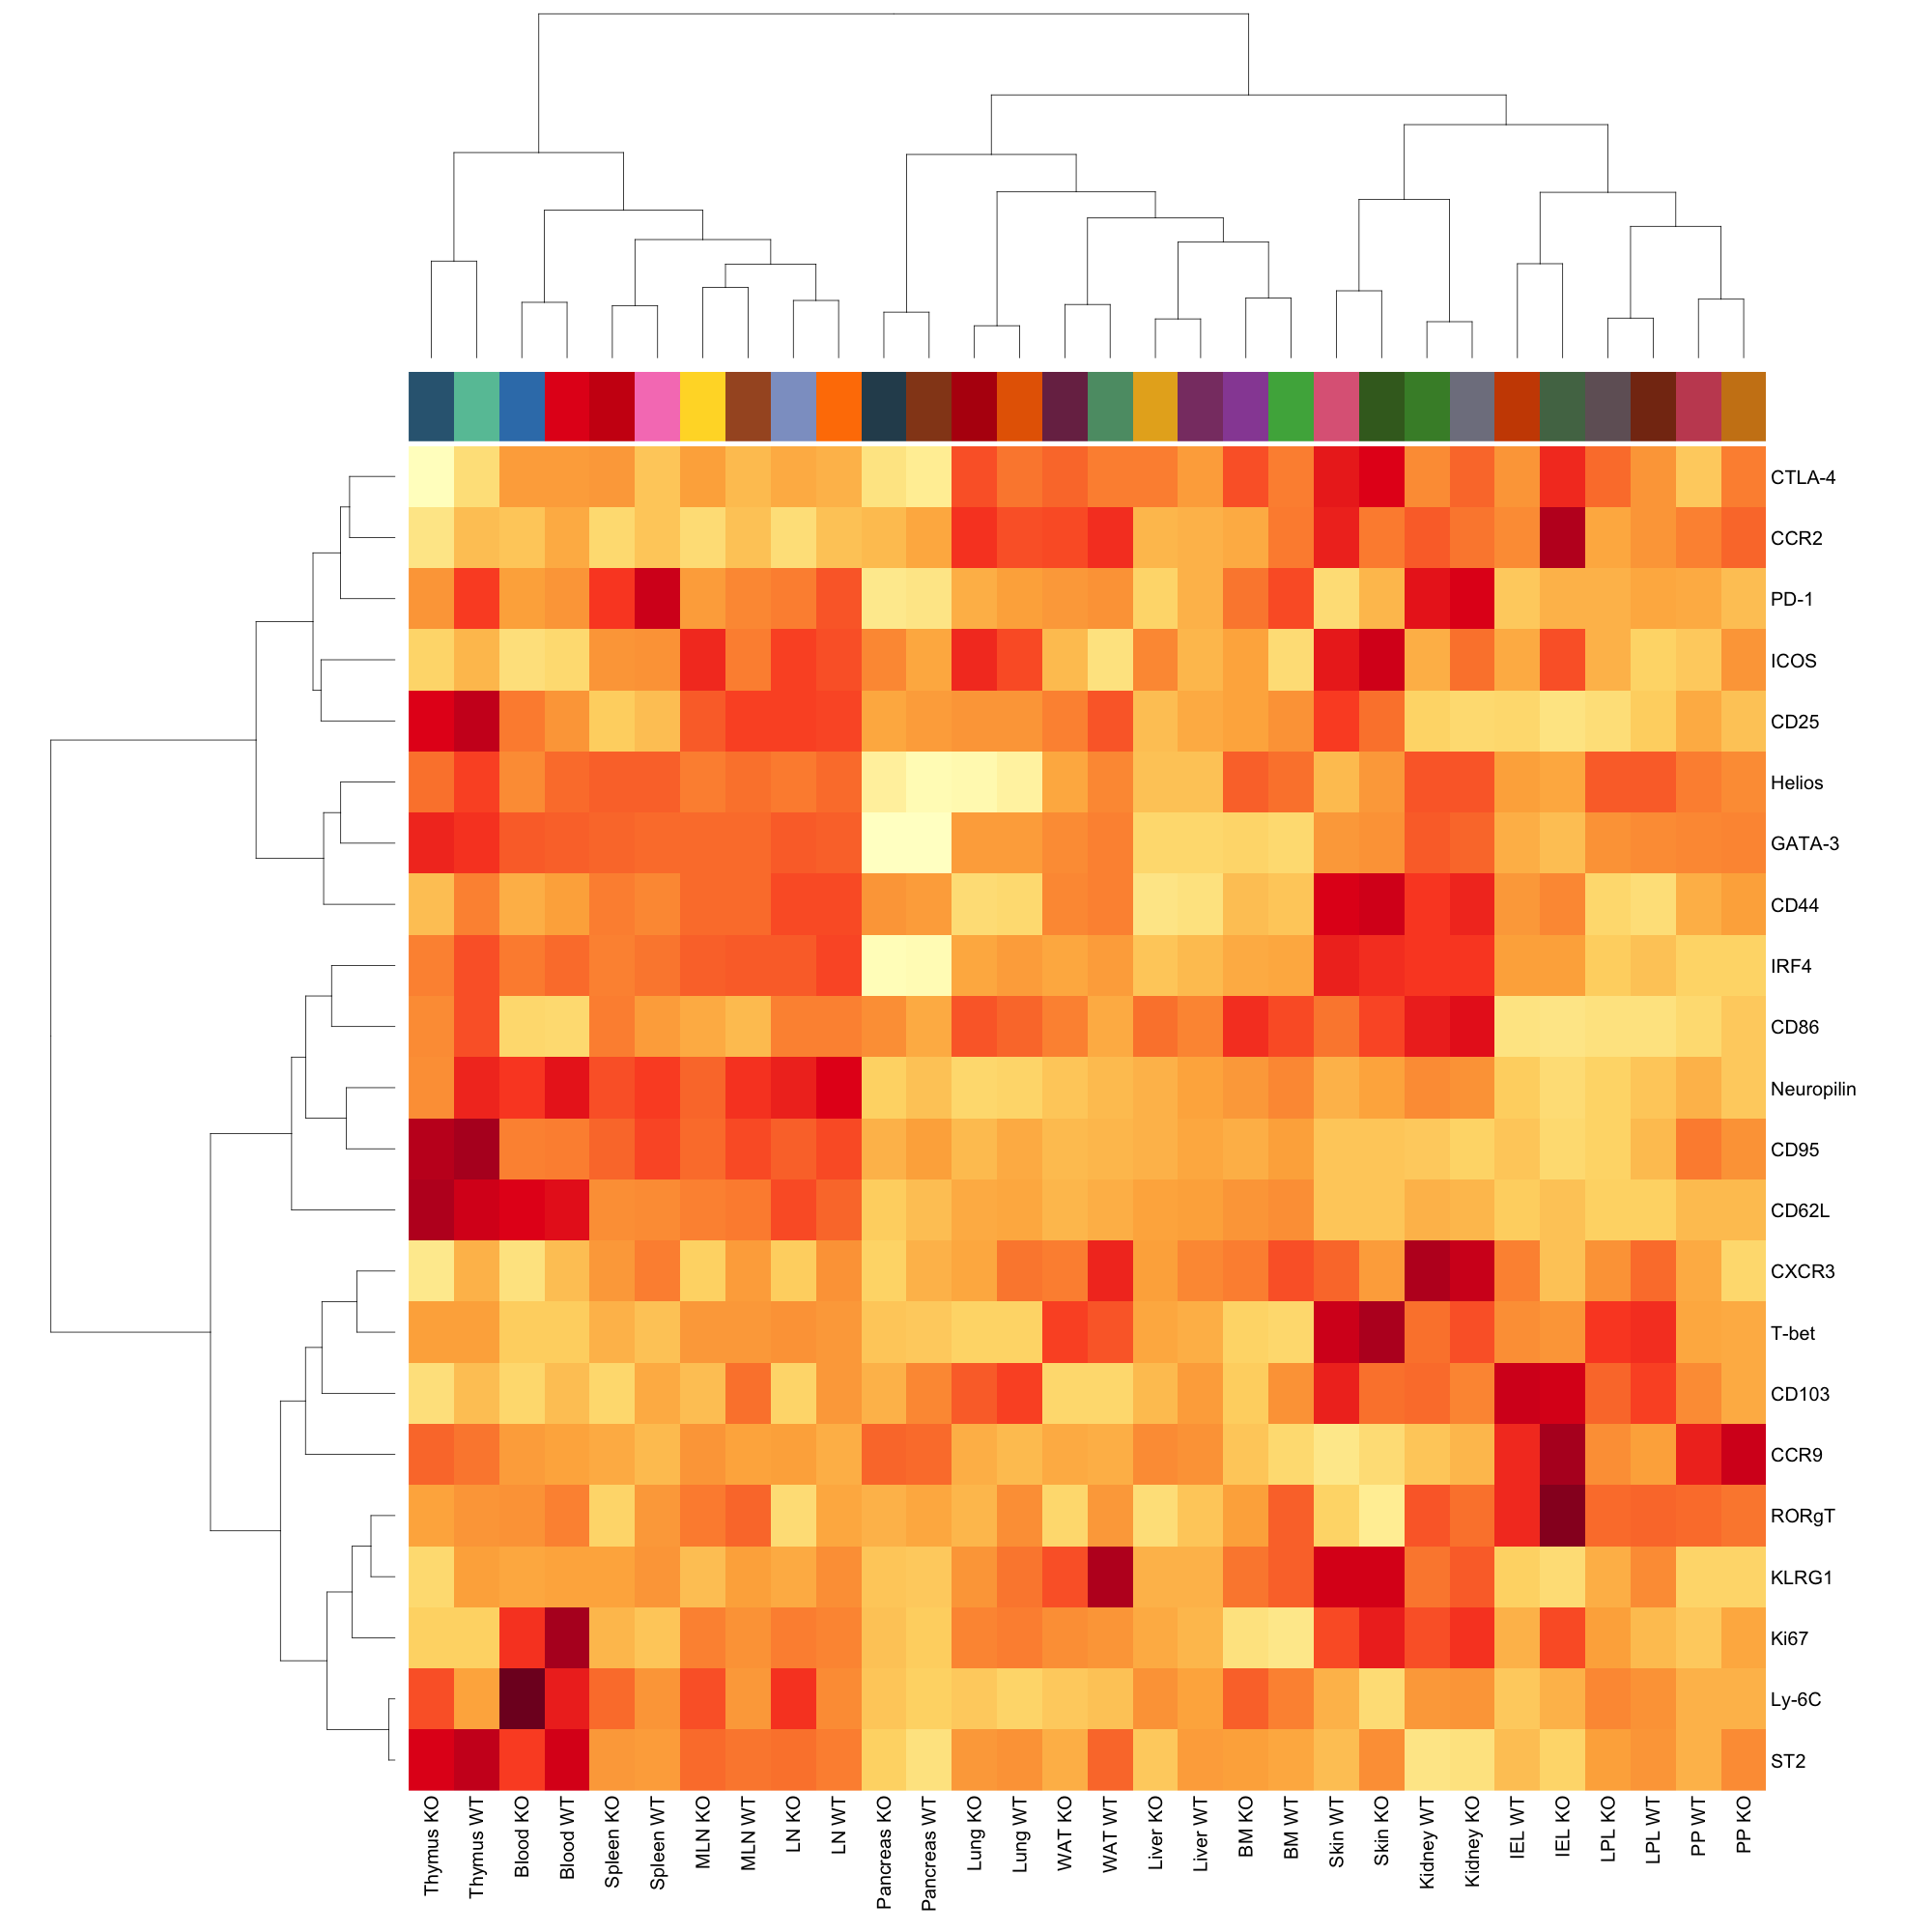 CTLA-4
CCR2
PD-1
ICOS
CD25
Helios
GATA-3
CD44
IRF4
CD86
Neuropilin
CD95
CD62L
CXCR3
T-bet
CD103
CCR9
RORgT
KLRG1
Ki67
Ly-6C
ST2
Thymus KO
Thymus WT
Blood KO
Blood WT
Spleen KO
Spleen WT
MLN KO
MLN WT
LN KO
LN WT
Pancreas KO
Pancreas WT
Lung KO
Lung WT
WAT KO
WAT WT
Liver KO
Liver WT
BM KO
BM WT
Skin WT
Skin KO
Kidney WT
Kidney KO
IEL WT
IEL KO
LPL KO
LPL WT
PP WT
PP KO